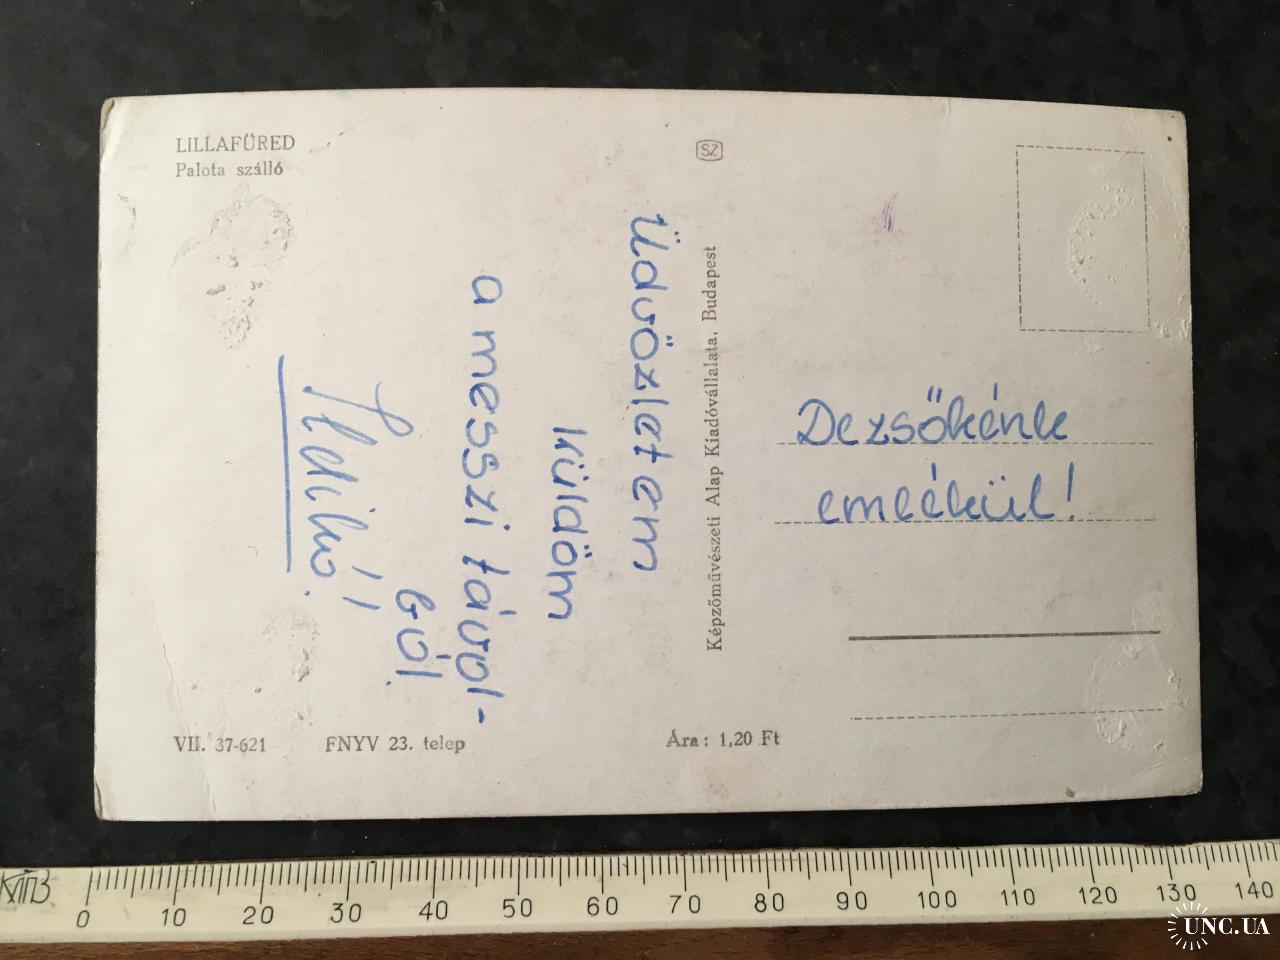 LILLAFÜRED
Palota szálló
SZ
Üdvözletem
küldöm
a messzi távol-
ból.
Ildikó!
Képzőművészeti Alap Kiadóvállalata, Budapest
Dezsőkénk
emlékül!
VII. 37-621
FNYV 23. telep
Ára: 1,20 Ft
0 10 20 30 40 50 60 70 80 90 100 110 120 130 140
UNC.UA